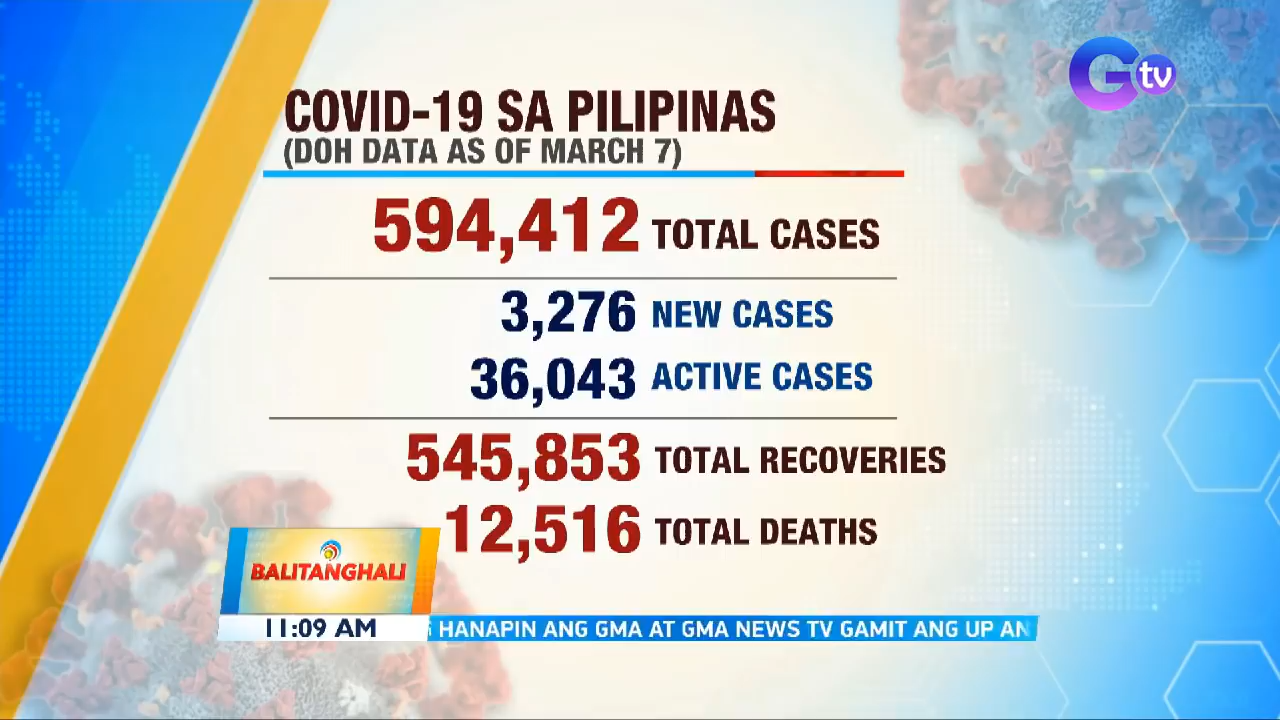 Gtv
COVID-19 SA PILIPINAS
(DOH DATA AS OF MARCH 7)
594,412 TOTAL CASES
3,276 NEW CASES
36,043 ACTIVE CASES
545,853 TOTAL RECOVERIES
12,516 TOTAL DEATHS
BALITANGHALI
11:09 AM
HANAPIN ANG GMA AT GMA NEWS TV GAMIT ANG UP AN